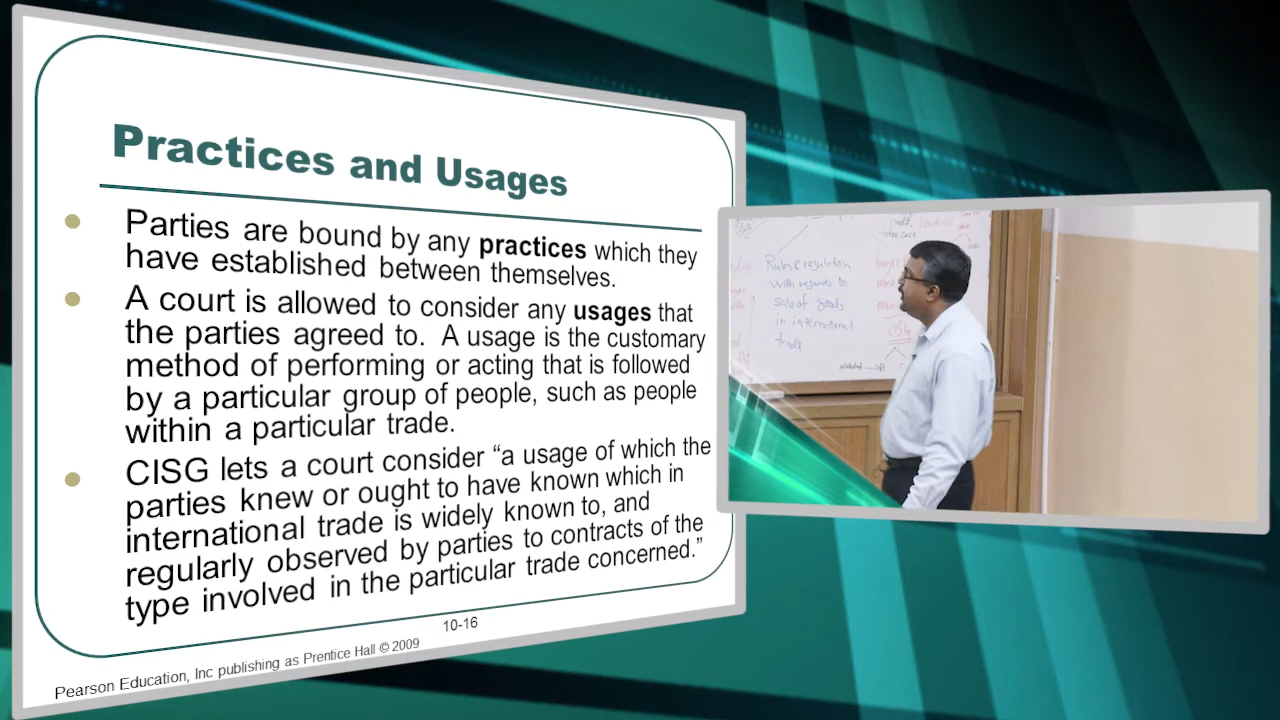 Practices and Usages
Parties are bound by any practices which they
have established between themselves.
A court is allowed to consider any usages that
the parties agreed to. A usage is the customary
method of performing or acting that is followed
by a particular group of people, such as people
within a particular trade.
CISG lets a court consider “a usage of which the
parties knew or ought to have known which in
international trade is widely known to, and
regularly observed by parties to contracts of the
type involved in the particular trade concerned.”
10-16
Pearson Education, Inc publishing as Prentice Hall © 2009
Rules & regulation
with regards to
sale of goods
in international
trade
CISG